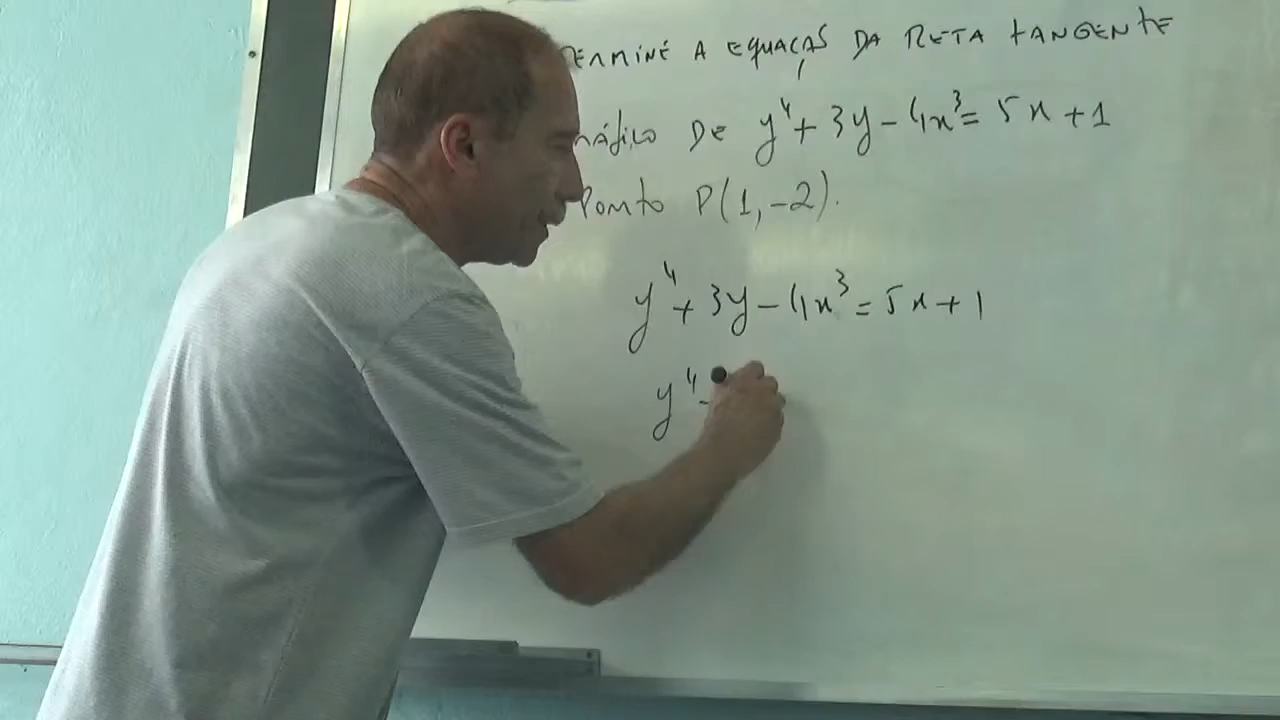 ERMINE A EQUAÇÃO DA RETA TANGENTE
ráfico DE y⁴ + 3y - 4x³ = 5x + 1
Ponto P(1, -2).
y⁴ + 3y - 4x³ = 5x + 1
y⁴ -